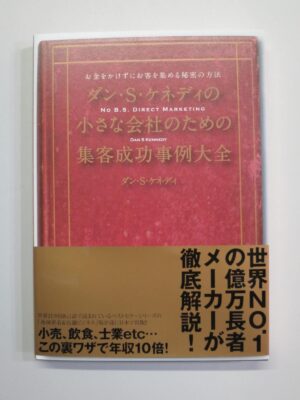 お金をかけずにお客を集める秘密の方法
ダン・S・ケネディの
NO B.S. DIRECT MARKETING
小さな会社のための
DAN S KENNEDY
集客成功事例大全
ダン・S・ケネディ
世界NO.1
の億万長者
メーカーが
徹底解説!
小売、飲食、士業etc…
この裏ワザで年収10倍!